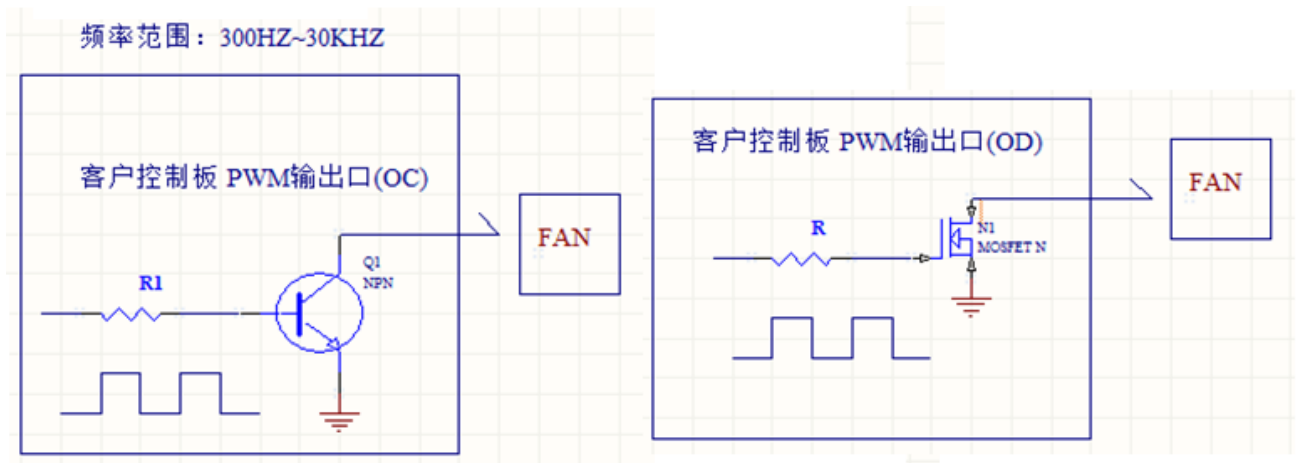 频率范围：300HZ~30KHZ
客户控制板 PWM输出口(OC)
FAN
R1
Q1
NPN
客户控制板 PWM输出口(OD)
FAN
R
N1
MOSFET N